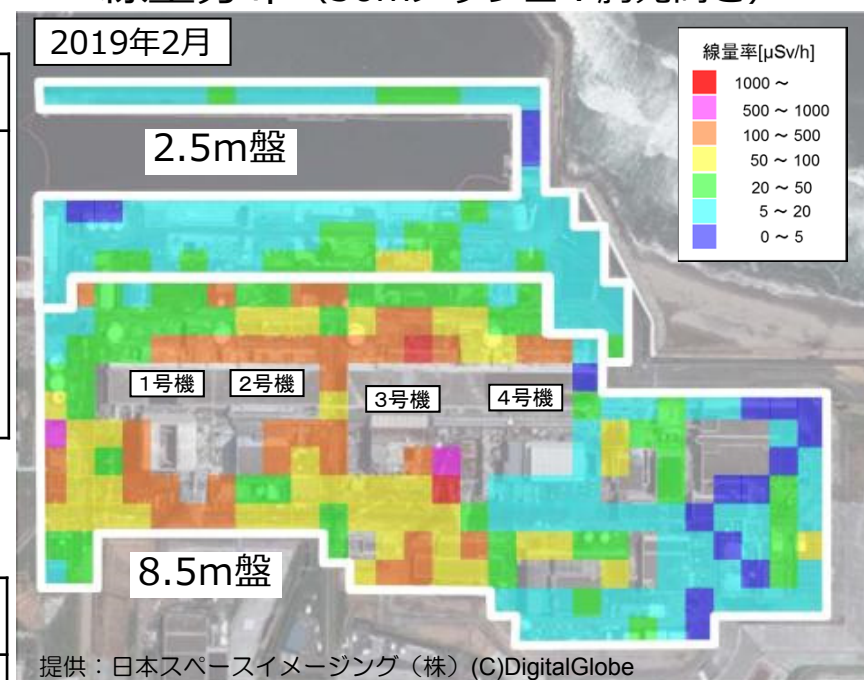 2019年2月
線量率[μSv/h]
1000 ～
500 ～ 1000
100 ～ 500
50 ～ 100
20 ～ 50
5 ～ 20
0 ～ 5
2.5m盤
1号機
2号機
3号機
4号機
8.5m盤
提供：日本スペースイメージング（株）(C)DigitalGlobe